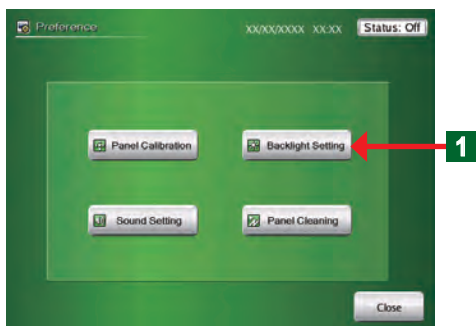 Preference
XX/XX/XXXX XX:XX
Status: Off
Panel Calibration
Backlight Setting
1
Sound Setting
Panel Cleaning
Close